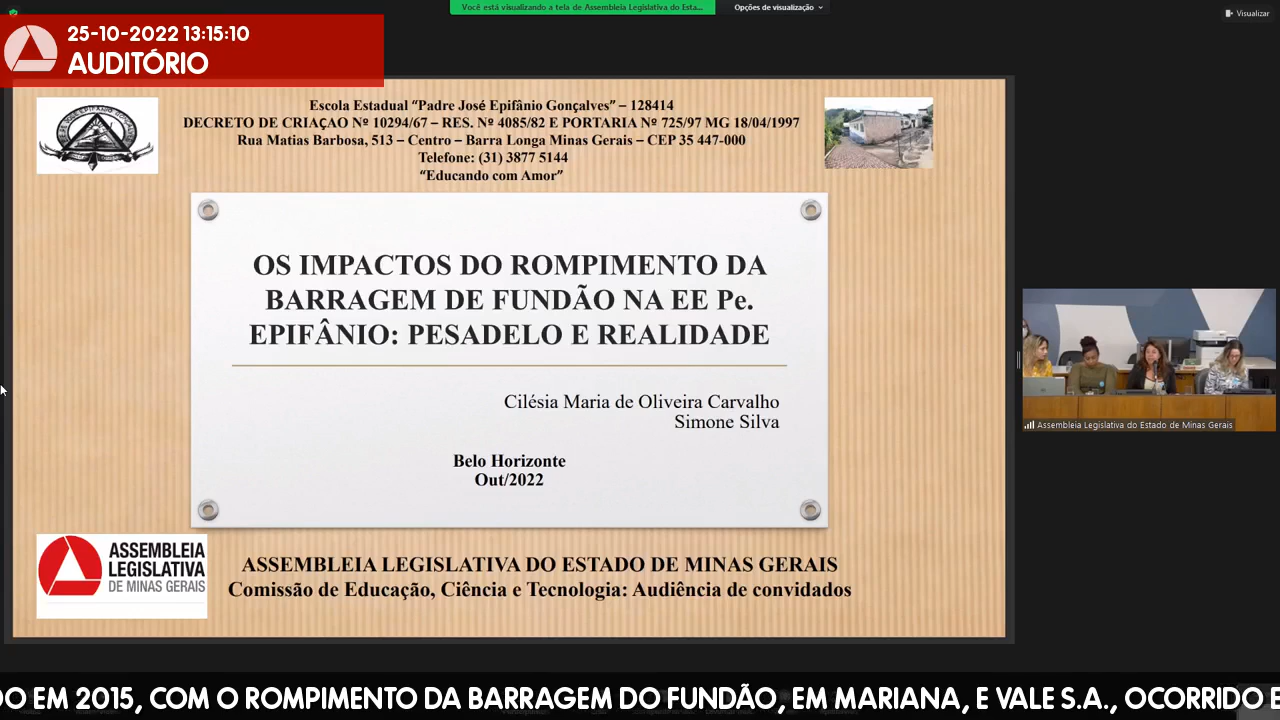 Você está visualizando a tela de Assembleia Legislativa do Esta...
Opções de visualização
Visualizar
25-10-2022 13:15:10
AUDITÓRIO
Escola Estadual “Padre José Epifânio Gonçalves” – 128414
DECRETO DE CRIAÇAO Nº 10294/67 – RES. Nº 4085/82 E PORTARIA Nº 725/97 MG 18/04/1997
Rua Matias Barbosa, 513 – Centro – Barra Longa Minas Gerais – CEP 35 447-000
Telefone: (31) 3877 5144
“Educando com Amor”
OS IMPACTOS DO ROMPIMENTO DA
BARRAGEM DE FUNDÃO NA EE Pe.
EPIFÂNIO: PESADELO E REALIDADE
Cilésia Maria de Oliveira Carvalho
Simone Silva
Belo Horizonte
Out/2022
Assembleia Legislativa do Estado de Minas Gerais
ASSEMBLEIA
LEGISLATIVA
DE MINAS GERAIS
ASSEMBLEIA LEGISLATIVA DO ESTADO DE MINAS GERAIS
Comissão de Educação, Ciência e Tecnologia: Audiência de convidados
DO EM 2015, COM O ROMPIMENTO DA BARRAGEM DO FUNDÃO, EM MARIANA, E VALE S.A., OCORRIDO E